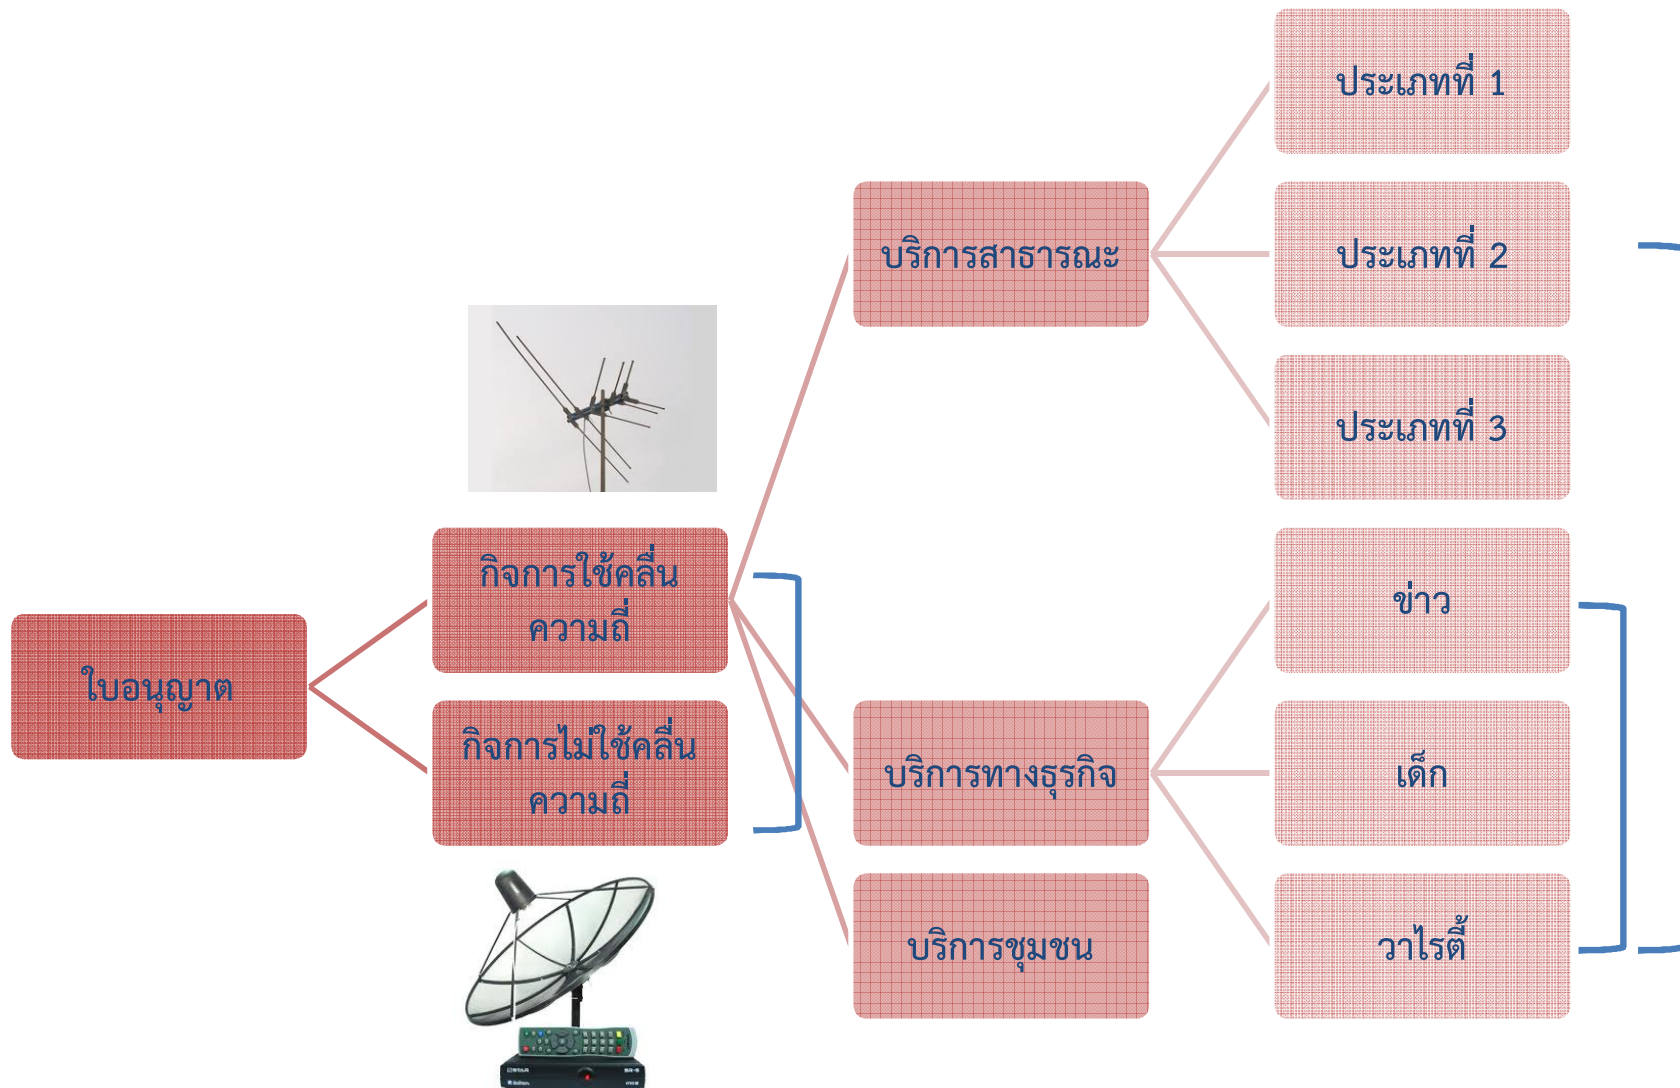 ใบอนุญาต
กิจการใช้คลื่น
ความถี่
กิจการไม่ใช้คลื่น
ความถี่
บริการสาธารณะ
บริการทางธุรกิจ
บริการชุมชน
ประเภทที่ 1
ประเภทที่ 2
ประเภทที่ 3
ข่าว
เด็ก
วาไรตี้